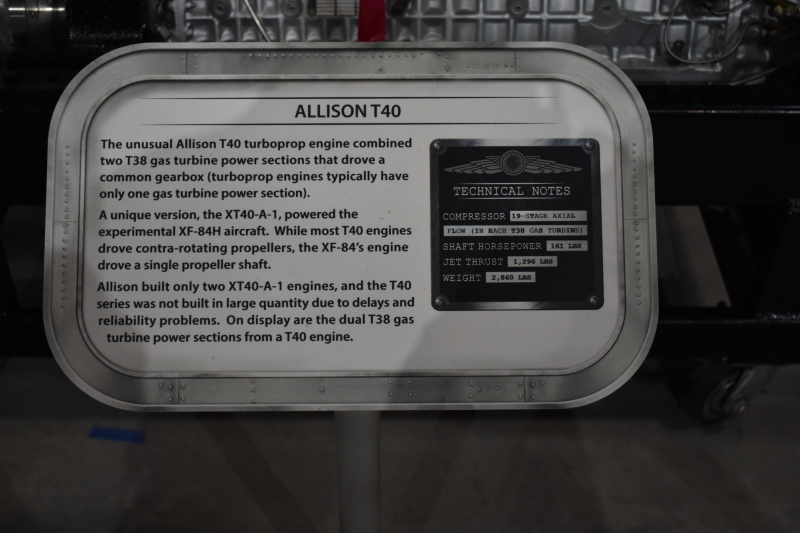 ALLISON T40
The unusual Allison T40 turboprop engine combined
two T38 gas turbine power sections that drove a
common gearbox (turboprop engines typically have
only one gas turbine power section).
A unique version, the XT40-A-1, powered the
experimental XF-84H aircraft. While most T40 engines
drove contra-rotating propellers, the XF-84's engine
drove a single propeller shaft.
Allison built only two XT40-A-1 engines, and the T40
series was not built in large quantity due to delays and
reliability problems. On display are the dual T38 gas
turbine power sections from a T40 engine.
TECHNICAL NOTES
COMPRESSOR 19-STAGE AXIAL
FLOW (IN EACH T38 GAS TURBINE)
SHAFT HORSEPOWER 161 LBS
JET THRUST 1,296 LBS
WEIGHT 2,860 LBS